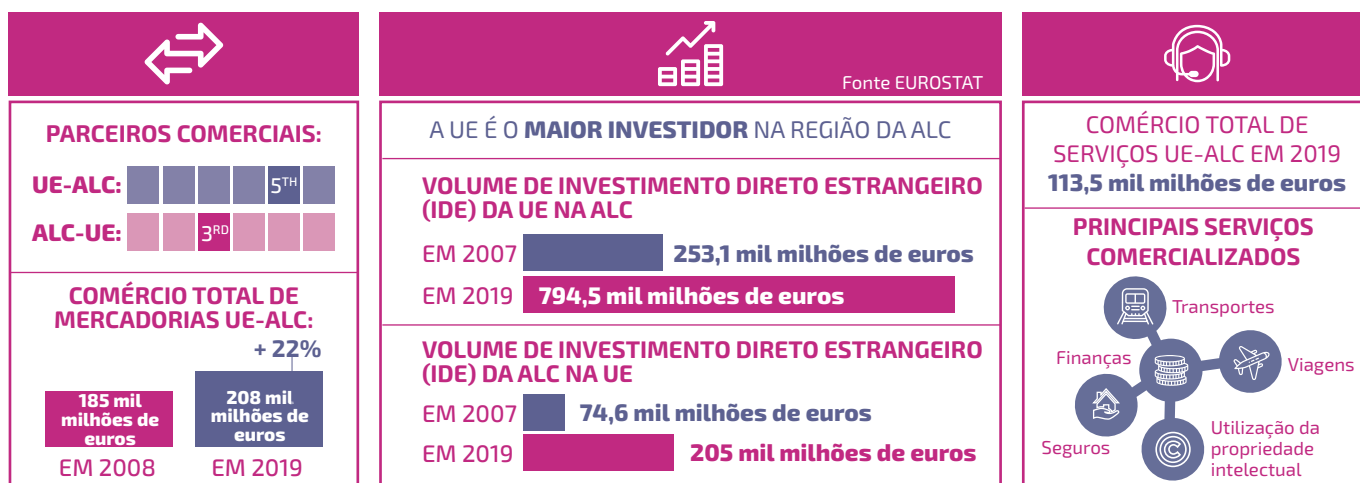 PARCEIROS COMERCIAIS:
UE-ALC:
5TH
ALC-UE:
3RD
COMÉRCIO TOTAL DE
MERCADORIAS UE-ALC:
+ 22%
185 mil
milhões de
euros
EM 2008
208 mil
milhões de
euros
EM 2019
Fonte EUROSTAT
A UE É O MAIOR INVESTIDOR NA REGIÃO DA ALC
VOLUME DE INVESTIMENTO DIRETO ESTRANGEIRO
(IDE) DA UE NA ALC
EM 2007 253,1 mil milhões de euros
EM 2019 794,5 mil milhões de euros
VOLUME DE INVESTIMENTO DIRETO ESTRANGEIRO
(IDE) DA ALC NA UE
EM 2007 74,6 mil milhões de euros
EM 2019 205 mil milhões de euros
COMÉRCIO TOTAL DE
SERVIÇOS UE-ALC EM 2019
113,5 mil milhões de euros
PRINCIPAIS SERVIÇOS
COMERCIALIZADOS
Transportes
Finanças
Viagens
Seguros
Utilização da
propriedade
intelectual